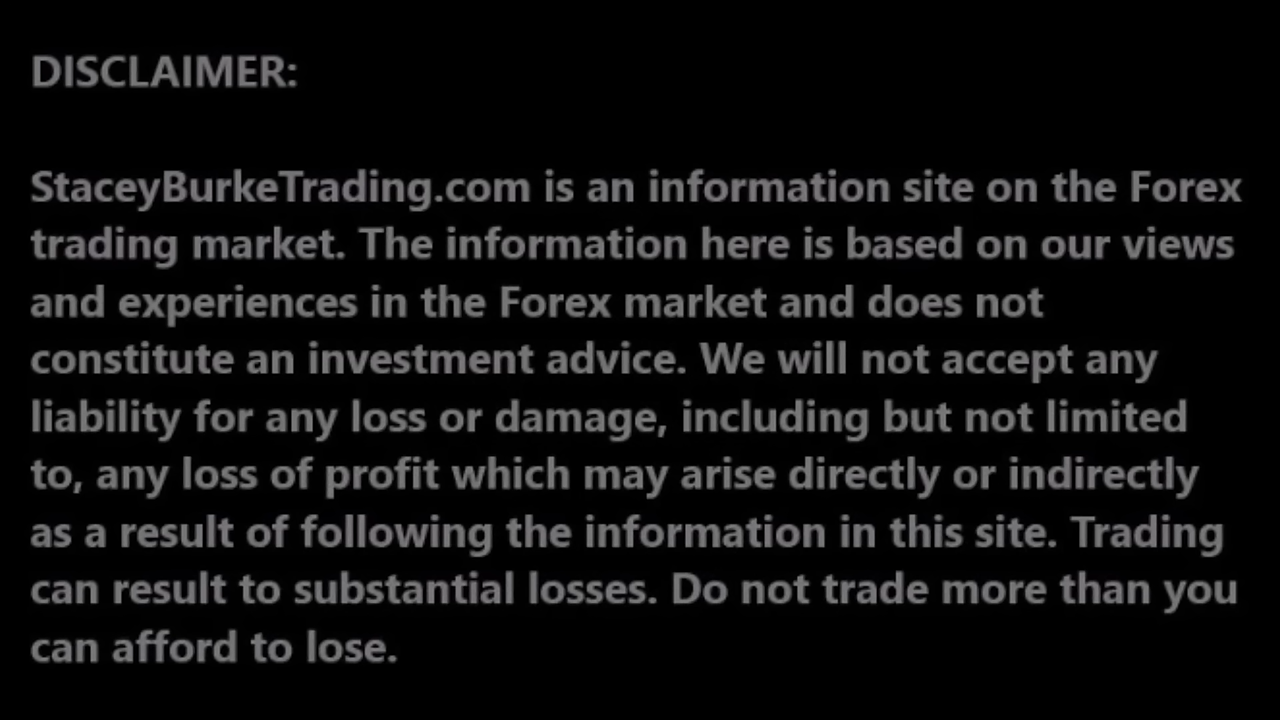 DISCLAIMER:
StaceyBurkeTrading.com is an information site on the Forex
trading market. The information here is based on our views
and experiences in the Forex market and does not
constitute an investment advice. We will not accept any
liability for any loss or damage, including but not limited
to, any loss of profit which may arise directly or indirectly
as a result of following the information in this site. Trading
can result to substantial losses. Do not trade more than you
can afford to lose.